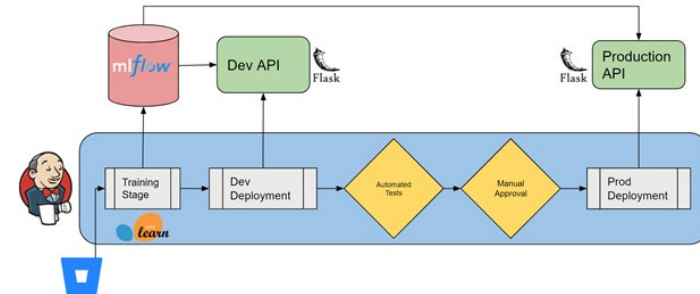 mlflow
Dev API
Flask
Flask
Production
API
Training
Stage
Dev
Deployment
Automated
Tests
Manual
Approval
Prod
Deployment
learn